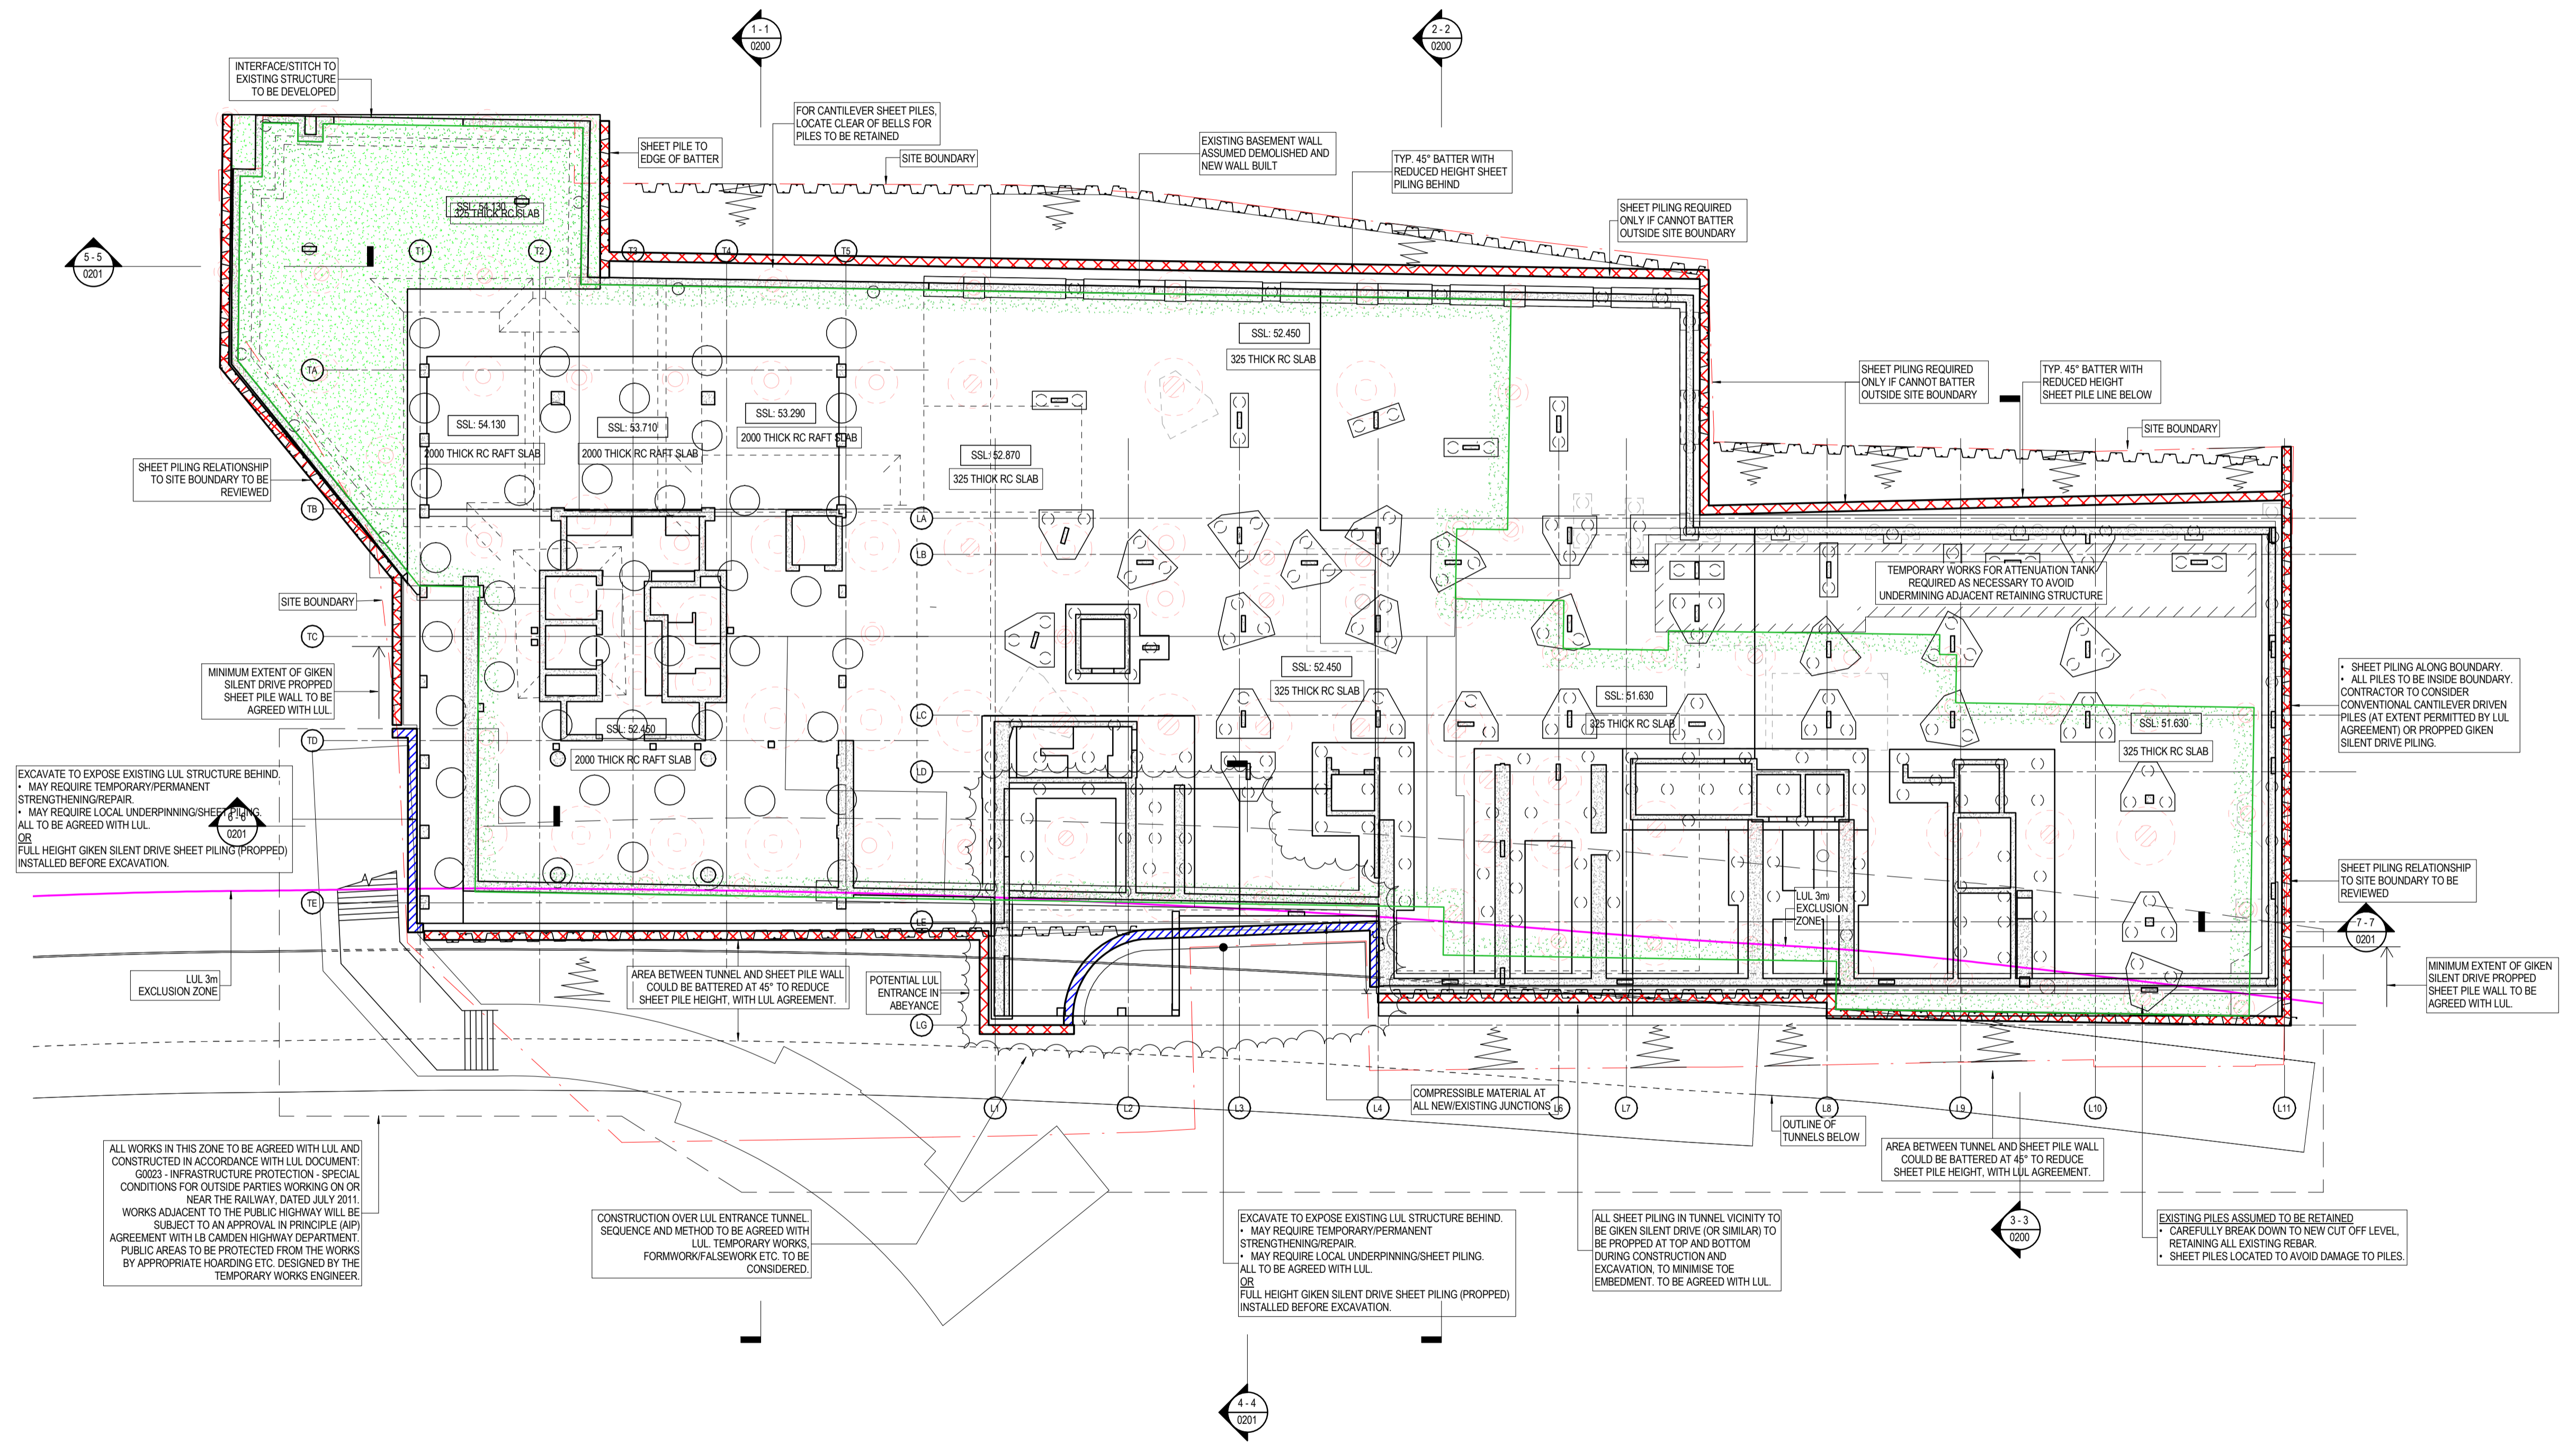 1 - 1
0200
2 - 2
0200
INTERFACE/STITCH TO
EXISTING STRUCTURE
TO BE DEVELOPED
FOR CANTILEVER SHEET PILES,
LOCATE CLEAR OF BELLS FOR
PILES TO BE RETAINED
SHEET PILE TO
EDGE OF BATTER
SITE BOUNDARY
EXISTING BASEMENT WALL
ASSUMED DEMOLISHED AND
NEW WALL BUILT
TYP. 45° BATTER WITH
REDUCED HEIGHT SHEET
PILING BEHIND
SHEET PILING REQUIRED
ONLY IF CANNOT BATTER
OUTSIDE SITE BOUNDARY
SSL: 54.130
325 THICK RC SLAB
5 - 5
0201
T1
T2
T3
T4
T5
SSL: 52.450
325 THICK RC SLAB
TA
SHEET PILING REQUIRED
ONLY IF CANNOT BATTER
OUTSIDE SITE BOUNDARY
TYP. 45° BATTER WITH
REDUCED HEIGHT
SHEET PILE LINE BELOW
SITE BOUNDARY
SSL: 54.130
2000 THICK RC RAFT SLAB
SSL: 53.710
2000 THICK RC RAFT SLAB
SSL: 53.290
2000 THICK RC RAFT SLAB
SSL: 52.870
325 THICK RC SLAB
SHEET PILING RELATIONSHIP
TO SITE BOUNDARY TO BE
REVIEWED
TB
LA
LB
TEMPORARY WORKS FOR ATTENUATION TANK
REQUIRED AS NECESSARY TO AVOID
UNDERMINING ADJACENT RETAINING STRUCTURE
SITE BOUNDARY
TC
MINIMUM EXTENT OF GIKEN
SILENT DRIVE PROPPED
SHEET PILE WALL TO BE
AGREED WITH LUL.
SSL: 52.450
325 THICK RC SLAB
SSL: 51.630
325 THICK RC SLAB
SSL: 51.630
325 THICK RC SLAB
• SHEET PILING ALONG BOUNDARY.
• ALL PILES TO BE INSIDE BOUNDARY.
CONTRACTOR TO CONSIDER
CONVENTIONAL CANTILEVER DRIVEN
PILES (AT EXTENT PERMITTED BY LUL
AGREEMENT) OR PROPPED GIKEN
SILENT DRIVE PILING.
LC
TD
LD
SSL: 52.450
2000 THICK RC RAFT SLAB
EXCAVATE TO EXPOSE EXISTING LUL STRUCTURE BEHIND.
• MAY REQUIRE TEMPORARY/PERMANENT
STRENGTHENING/REPAIR.
• MAY REQUIRE LOCAL UNDERPINNING/SHEET PILING.
ALL TO BE AGREED WITH LUL.
OR
FULL HEIGHT GIKEN SILENT DRIVE SHEET PILING (PROPPED)
INSTALLED BEFORE EXCAVATION.
6 - 6
0201
SHEET PILING RELATIONSHIP
TO SITE BOUNDARY TO BE
REVIEWED
LUL 3m
EXCLUSION
ZONE
TE
LE
7 - 7
0201
LUL 3m
EXCLUSION ZONE
AREA BETWEEN TUNNEL AND SHEET PILE WALL
COULD BE BATTERED AT 45° TO REDUCE
SHEET PILE HEIGHT, WITH LUL AGREEMENT.
POTENTIAL LUL
ENTRANCE IN
ABEYANCE
LG
MINIMUM EXTENT OF GIKEN
SILENT DRIVE PROPPED
SHEET PILE WALL TO BE
AGREED WITH LUL.
L1
L2
L3
L4
COMPRESSIBLE MATERIAL AT
ALL NEW/EXISTING JUNCTIONS
L6
L7
L8
L9
L10
L11
OUTLINE OF
TUNNELS BELOW
AREA BETWEEN TUNNEL AND SHEET PILE WALL
COULD BE BATTERED AT 45° TO REDUCE
SHEET PILE HEIGHT, WITH LUL AGREEMENT.
ALL WORKS IN THIS ZONE TO BE AGREED WITH LUL AND
CONSTRUCTED IN ACCORDANCE WITH LUL DOCUMENT:
G0023 - INFRASTRUCTURE PROTECTION - SPECIAL
CONDITIONS FOR OUTSIDE PARTIES WORKING ON OR
NEAR THE RAILWAY, DATED JULY 2011.
WORKS ADJACENT TO THE PUBLIC HIGHWAY WILL BE
SUBJECT TO AN APPROVAL IN PRINCIPLE (AIP)
AGREEMENT WITH LB CAMDEN HIGHWAY DEPARTMENT.
PUBLIC AREAS TO BE PROTECTED FROM THE WORKS
BY APPROPRIATE HOARDING ETC. DESIGNED BY THE
TEMPORARY WORKS ENGINEER.
CONSTRUCTION OVER LUL ENTRANCE TUNNEL.
SEQUENCE AND METHOD TO BE AGREED WITH
LUL. TEMPORARY WORKS,
FORMWORK/FALSEWORK ETC. TO BE
CONSIDERED.
EXCAVATE TO EXPOSE EXISTING LUL STRUCTURE BEHIND.
• MAY REQUIRE TEMPORARY/PERMANENT
STRENGTHENING/REPAIR.
• MAY REQUIRE LOCAL UNDERPINNING/SHEET PILING.
ALL TO BE AGREED WITH LUL.
OR
FULL HEIGHT GIKEN SILENT DRIVE SHEET PILING (PROPPED)
INSTALLED BEFORE EXCAVATION.
ALL SHEET PILING IN TUNNEL VICINITY TO
BE GIKEN SILENT DRIVE (OR SIMILAR) TO
BE PROPPED AT TOP AND BOTTOM
DURING CONSTRUCTION AND
EXCAVATION, TO MINIMISE TOE
EMBEDMENT. TO BE AGREED WITH LUL.
3 - 3
0200
EXISTING PILES ASSUMED TO BE RETAINED
• CAREFULLY BREAK DOWN TO NEW CUT OFF LEVEL,
RETAINING ALL EXISTING REBAR.
• SHEET PILES LOCATED TO AVOID DAMAGE TO PILES.
4 - 4
0201